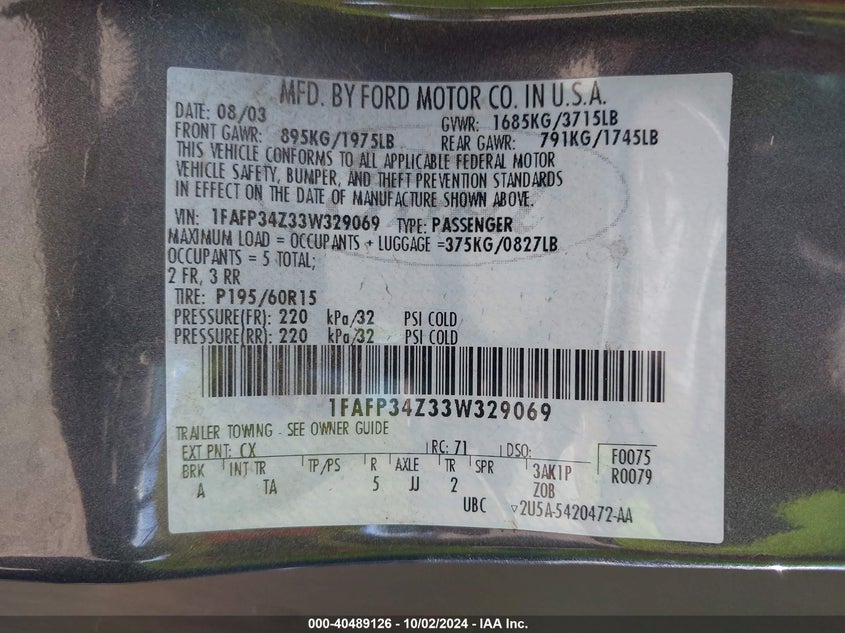 MFD. BY FORD MOTOR CO. IN U.S.A.
DATE: 08/03 GVWR: 1685KG/3715LB
FRONT GAWR: 895KG/1975LB REAR GAWR: 791KG/1745LB
THIS VEHICLE CONFORMS TO ALL APPLICABLE FEDERAL MOTOR
VEHICLE SAFETY, BUMPER, AND THEFT PREVENTION STANDARDS
IN EFFECT ON THE DATE OF MANUFACTURE SHOWN ABOVE.
VIN: 1FAFP34Z33W329069 TYPE: PASSENGER
MAXIMUM LOAD = OCCUPANTS + LUGGAGE =375KG/0827LB
OCCUPANTS = 5 TOTAL;
2 FR, 3 RR
TIRE: P195/60R15
PRESSURE(FR): 220 kPa/32 PSI COLD
PRESSURE(RR): 220 kPa/32 PSI COLD
1FAFP34Z33W329069
TRAILER TOWING - SEE OWNER GUIDE
EXT PNT: CX RC: 71 DSO: F0075
BRK INT TR TP/PS R AXLE TR SPR 3AK1P R0079
A TA 5 JJ 2 Z0B
UBC ▽2U5A-5420472-AA
000-40489126 - 10/02/2024 - IAA Inc.